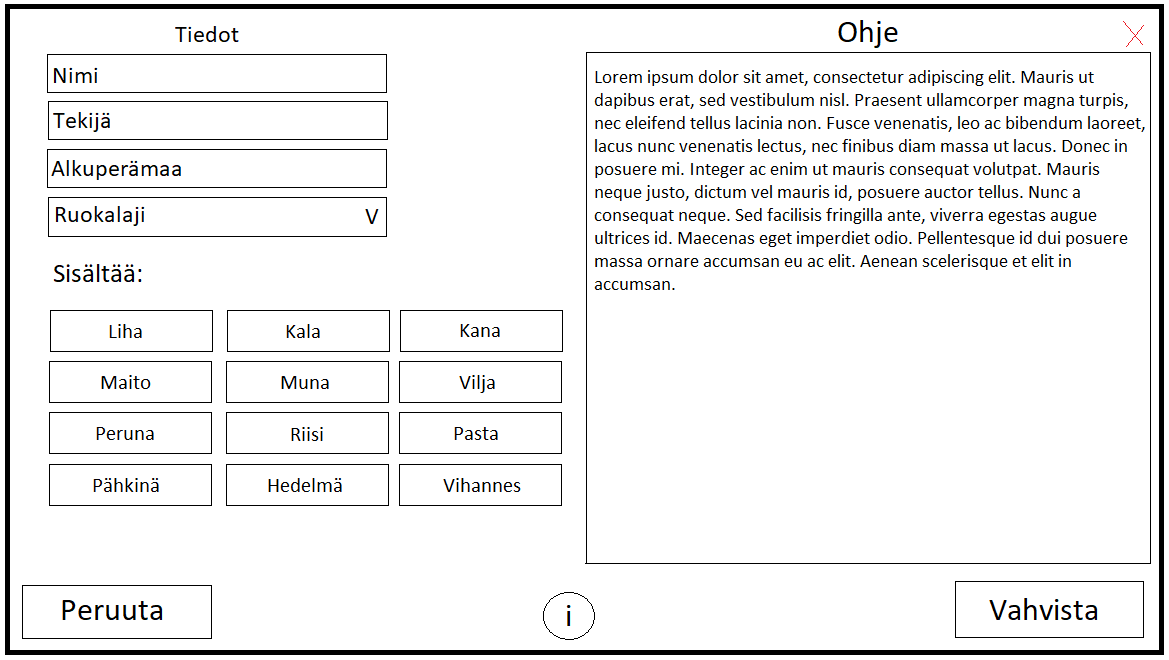 Tiedot
Nimi
Tekijä
Alkuperämaa
Ruokalaji V
Sisältää:
Liha Kala Kana
Maito Muna Vilja
Peruna Riisi Pasta
Pähkinä Hedelmä Vihannes
Ohje
Lorem ipsum dolor sit amet, consectetur adipiscing elit. Mauris ut
dapibus erat, sed vestibulum nisl. Praesent ullamcorper magna turpis,
nec eleifend tellus lacinia non. Fusce venenatis, leo ac bibendum laoreet,
lacus nunc venenatis lectus, nec finibus diam massa ut lacus. Donec in
posuere mi. Integer ac enim ut mauris consequat volutpat. Mauris
neque justo, dictum vel mauris id, posuere auctor tellus. Nunc a
consequat neque. Sed facilisis fringilla ante, viverra egestas augue
ultrices id. Maecenas eget imperdiet odio. Pellentesque id dui posuere
massa ornare accumsan eu ac elit. Aenean scelerisque et elit in
accumsan.
Peruuta
i
Vahvista